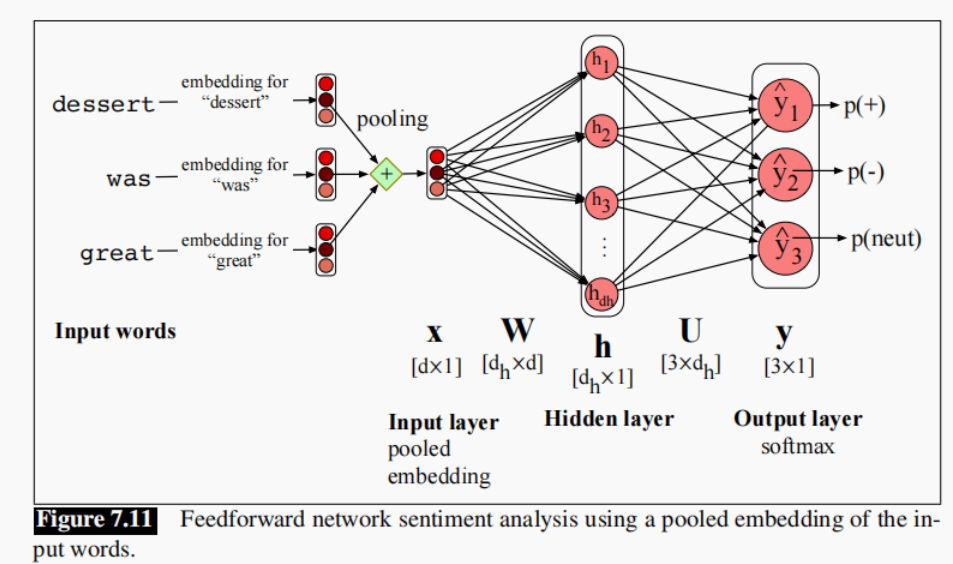 embedding for
dessert
"dessert"
pooling
embedding for
was
"was"
+
embedding for
great
"great"
h1
h2
h3
⋮
hdh
ŷ1
p(+)
ŷ2
p(-)
ŷ3
p(neut)
Input words
x W h U y
[d×1] [dh×d] [dh×1] [3×dh] [3×1]
Input layer Hidden layer Output layer
pooled softmax
embedding
Figure 7.11 Feedforward network sentiment analysis using a pooled embedding of the in-
put words.